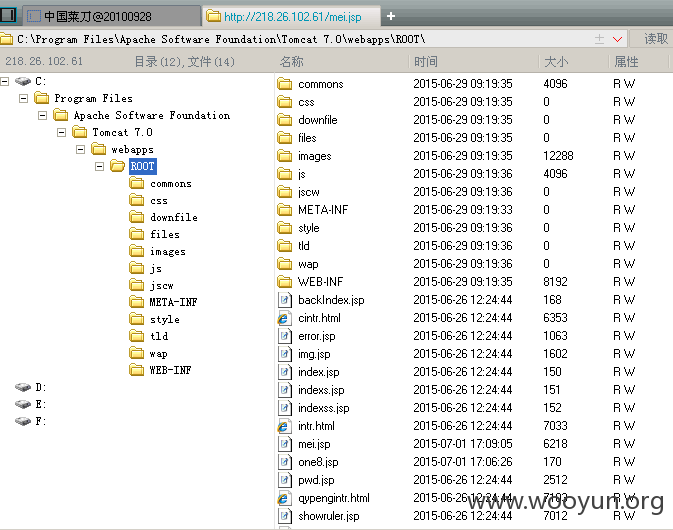 中国菜刀@20100928 http://218.26.102.61/mei.jsp +
C:\Program Files\Apache Software Foundation\Tomcat 7.0\webapps\ROOT\ 读取
218.26.102.61 目录(12),文件(14) 名称 时间 大小 属性
C:
Program Files
Apache Software Foundation
Tomcat 7.0
webapps
ROOT
commons
css
downfile
files
images
js
jscw
META-INF
style
tld
wap
WEB-INF
D:
E:
F:
commons 2015-06-29 09:19:35 4096 R W
css 2015-06-29 09:19:35 0 R W
downfile 2015-06-29 09:19:35 0 R W
files 2015-06-29 09:19:35 0 R W
images 2015-06-29 09:19:35 12288 R W
js 2015-06-29 09:19:36 4096 R W
jscw 2015-06-29 09:19:36 0 R W
META-INF 2015-06-29 09:19:33 0 R W
style 2015-06-29 09:19:36 0 R W
tld 2015-06-29 09:19:36 0 R W
wap 2015-06-29 09:19:36 0 R W
WEB-INF 2015-06-29 09:19:35 8192 R W
backIndex.jsp 2015-06-26 12:24:44 168 R W
cintr.html 2015-06-26 12:24:44 6353 R W
error.jsp 2015-06-26 12:24:44 1063 R W
img.jsp 2015-06-26 12:24:44 1602 R W
index.jsp 2015-06-26 12:24:44 150 R W
indexs.jsp 2015-06-26 12:24:44 151 R W
indexss.jsp 2015-06-26 12:24:44 152 R W
intr.html 2015-06-26 12:24:44 7033 R W
mei.jsp 2015-07-01 17:09:05 6218 R W
one8.jsp 2015-07-01 17:06:26 170 R W
pwd.jsp 2015-06-26 12:24:44 2512 R W
qypengintr.html 2015-06-26 12:24:44 7103 R W
showruler.jsp 2015-06-26 12:24:44 7012 R W
www.wooyun.org